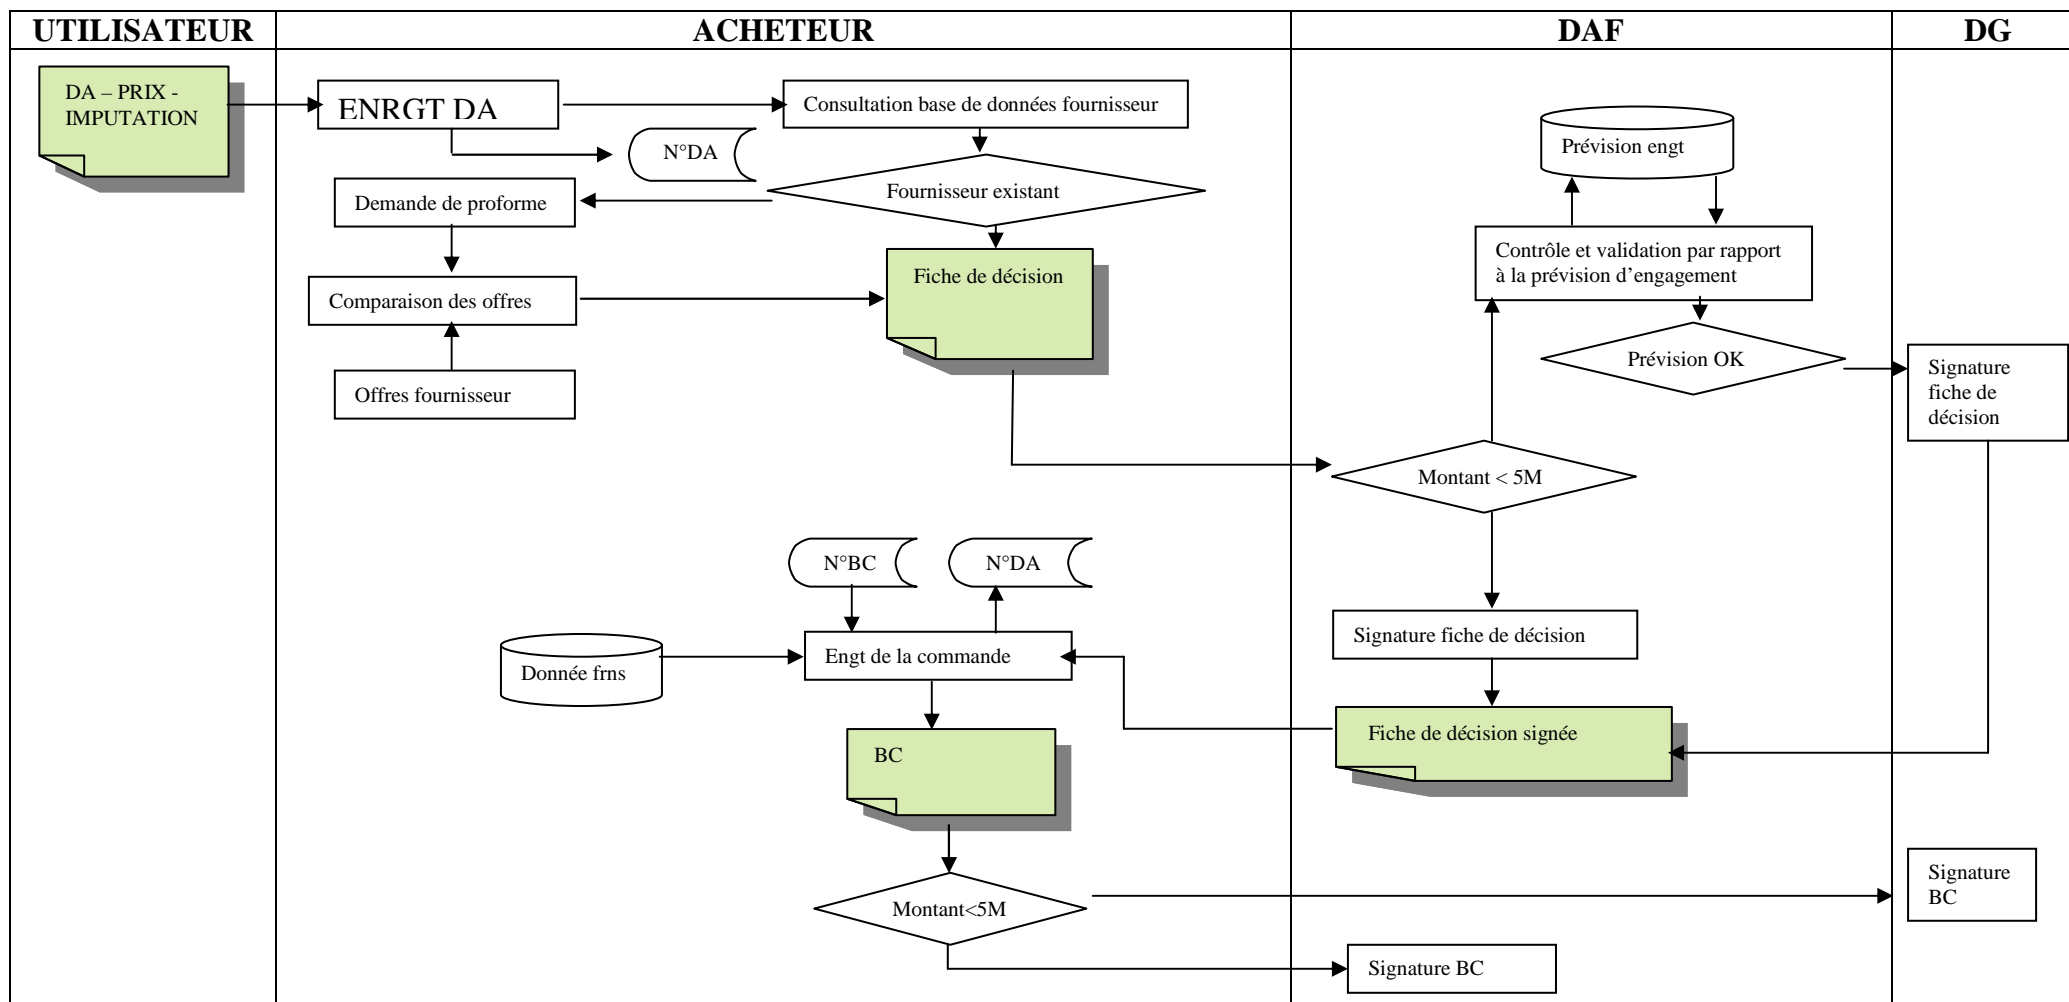 UTILISATEUR
ACHETEUR
DAF
DG
DA – PRIX -
IMPUTATION
ENRGT DA
Consultation base de données fournisseur
N°DA
Fournisseur existant
Demande de proforme
Fiche de décision
Comparaison des offres
Offres fournisseur
Prévision engt
Contrôle et validation par rapport
à la prévision d’engagement
Prévision OK
Signature
fiche de
décision
Montant < 5M
N°BC
N°DA
Engt de la commande
Donnée frns
Signature fiche de décision
Fiche de décision signée
BC
Montant<5M
Signature
BC
Signature BC